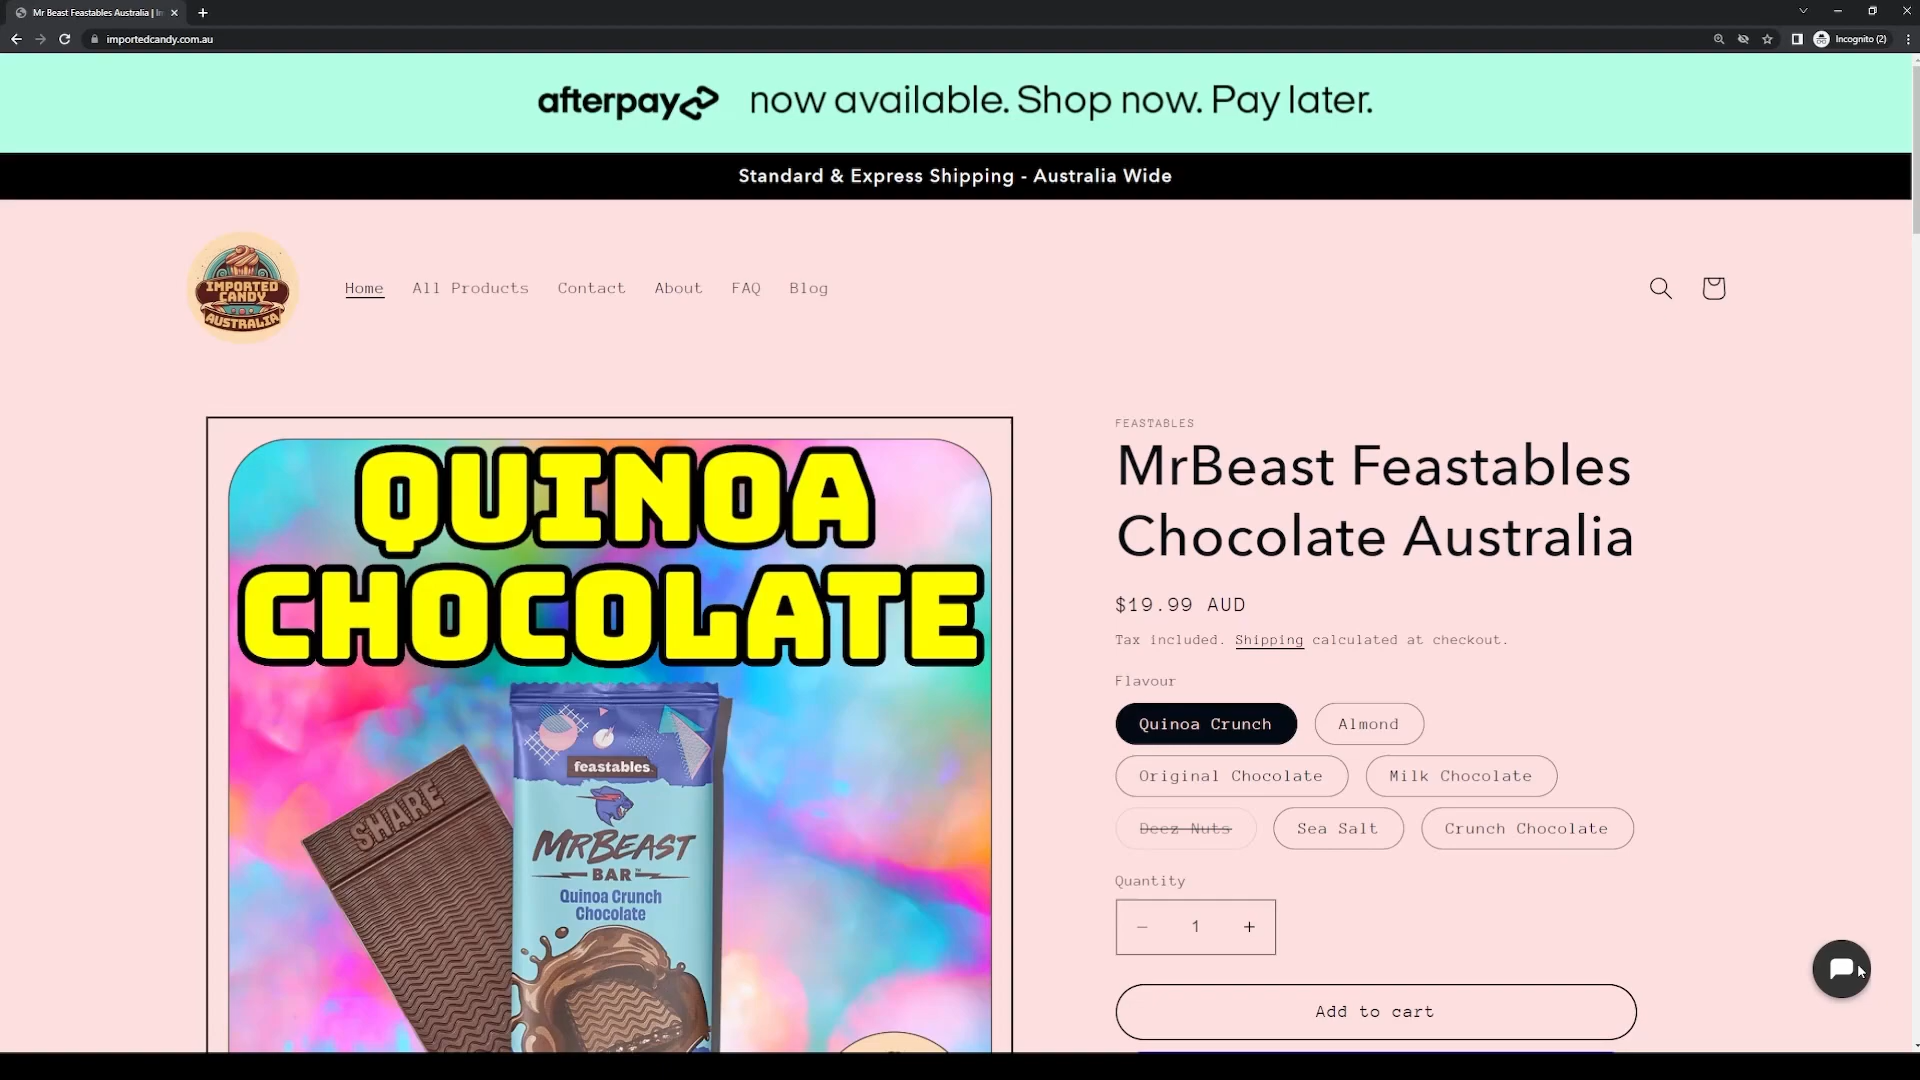 Mr Beast Feastables Australia | Im
importedcandy.com.au
Incognito (2)
afterpay now available. Shop now. Pay later.
Standard & Express Shipping - Australia Wide
IMPORTED
CANDY
AUSTRALIA
Home
All Products
Contact
About
FAQ
Blog
QUINOA
CHOCOLATE
SHARE
feastables
MRBEAST
BAR™
Quinoa Crunch
Chocolate
FEASTABLES
MrBeast Feastables
Chocolate Australia
$19.99 AUD
Tax included. Shipping calculated at checkout.
Flavour
Quinoa Crunch
Almond
Original Chocolate
Milk Chocolate
Deez Nuts
Sea Salt
Crunch Chocolate
Quantity
− 1 +
Add to cart